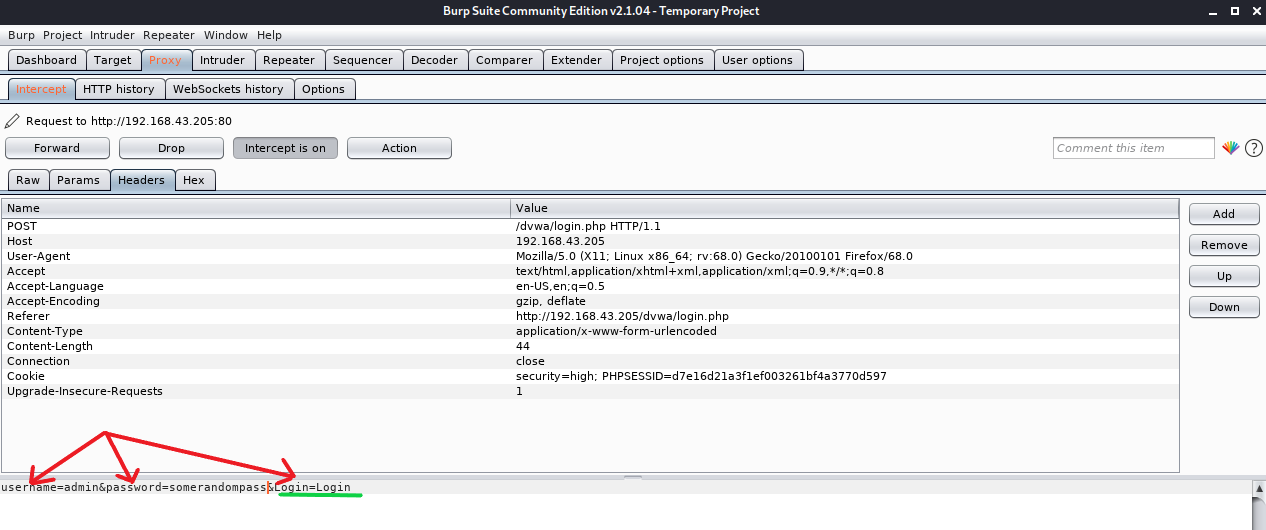 Burp Suite Community Edition v2.1.04 - Temporary Project
Burp Project Intruder Repeater Window Help
Dashboard Target Proxy Intruder Repeater Sequencer Decoder Comparer Extender Project options User options
Intercept HTTP history WebSockets history Options
Request to http://192.168.43.205:80
Forward Drop Intercept is on Action Comment this item ?
Raw Params Headers Hex
Name Value Add
POST /dvwa/login.php HTTP/1.1
Host 192.168.43.205 Remove
User-Agent Mozilla/5.0 (X11; Linux x86_64; rv:68.0) Gecko/20100101 Firefox/68.0
Accept text/html,application/xhtml+xml,application/xml;q=0.9,*/*;q=0.8 Up
Accept-Language en-US,en;q=0.5
Accept-Encoding gzip, deflate Down
Referer http://192.168.43.205/dvwa/login.php
Content-Type application/x-www-form-urlencoded
Content-Length 44
Connection close
Cookie security=high; PHPSESSID=d7e16d21a3f1ef003261bf4a3770d597
Upgrade-Insecure-Requests 1
username=admin&password=somerandompass&Login=Login